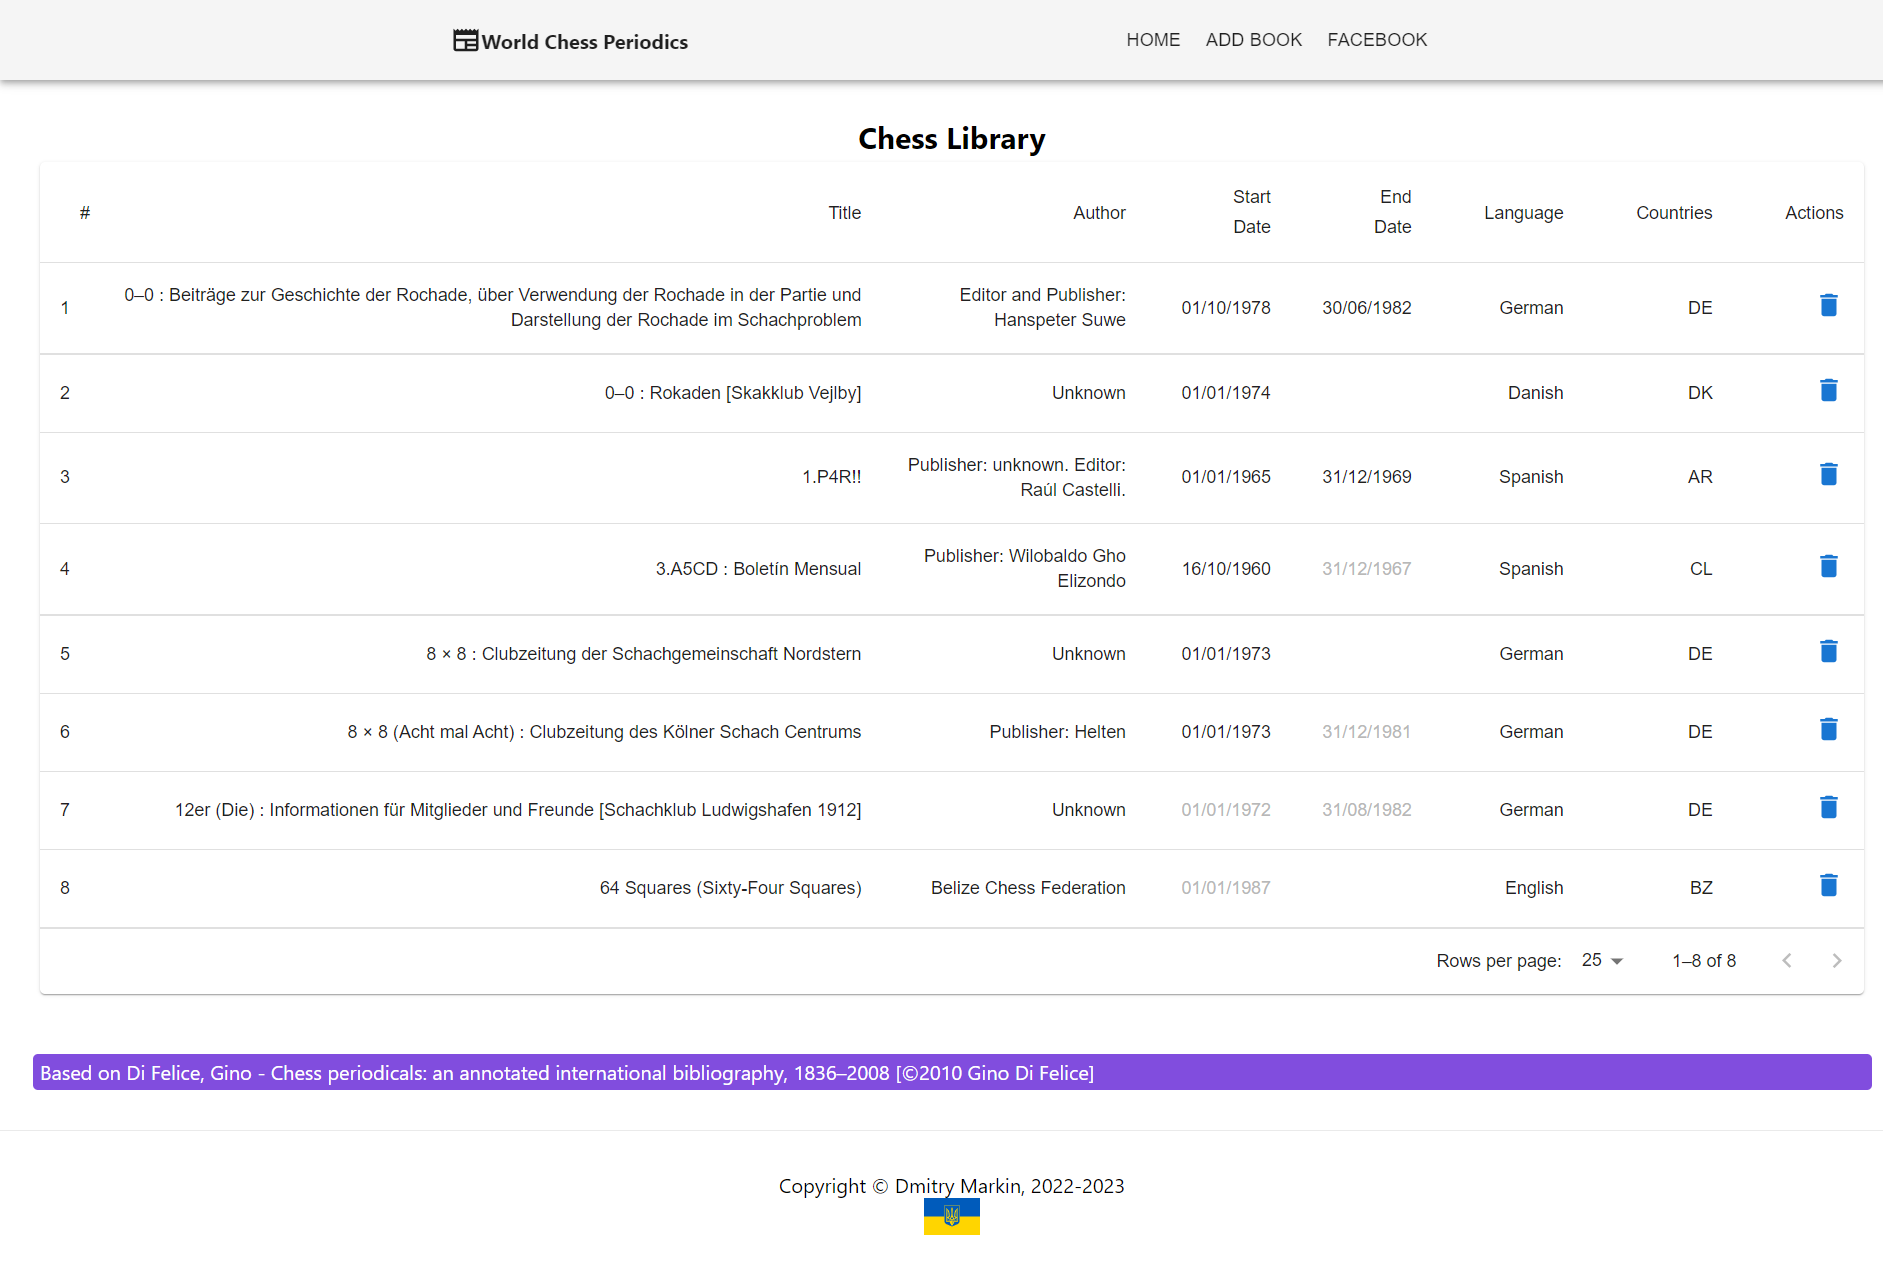 World Chess Periodics
HOME ADD BOOK FACEBOOK
Chess Library
# Title Author Start Date End Date Language Countries Actions
1 0–0 : Beiträge zur Geschichte der Rochade, über Verwendung der Rochade in der Partie und Darstellung der Rochade im Schachproblem Editor and Publisher: Hanspeter Suwe 01/10/1978 30/06/1982 German DE
2 0–0 : Rokaden [Skakklub Vejlby] Unknown 01/01/1974 Danish DK
3 1.P4R!! Publisher: unknown. Editor: Raúl Castelli. 01/01/1965 31/12/1969 Spanish AR
4 3.A5CD : Boletín Mensual Publisher: Wilobaldo Gho Elizondo 16/10/1960 31/12/1967 Spanish CL
5 8 × 8 : Clubzeitung der Schachgemeinschaft Nordstern Unknown 01/01/1973 German DE
6 8 × 8 (Acht mal Acht) : Clubzeitung des Kölner Schach Centrums Publisher: Helten 01/01/1973 31/12/1981 German DE
7 12er (Die) : Informationen für Mitglieder und Freunde [Schachklub Ludwigshafen 1912] Unknown 01/01/1972 31/08/1982 German DE
8 64 Squares (Sixty-Four Squares) Belize Chess Federation 01/01/1987 English BZ
Rows per page: 25 1–8 of 8
Based on Di Felice, Gino - Chess periodicals: an annotated international bibliography, 1836–2008 [©2010 Gino Di Felice]
Copyright © Dmitry Markin, 2022-2023